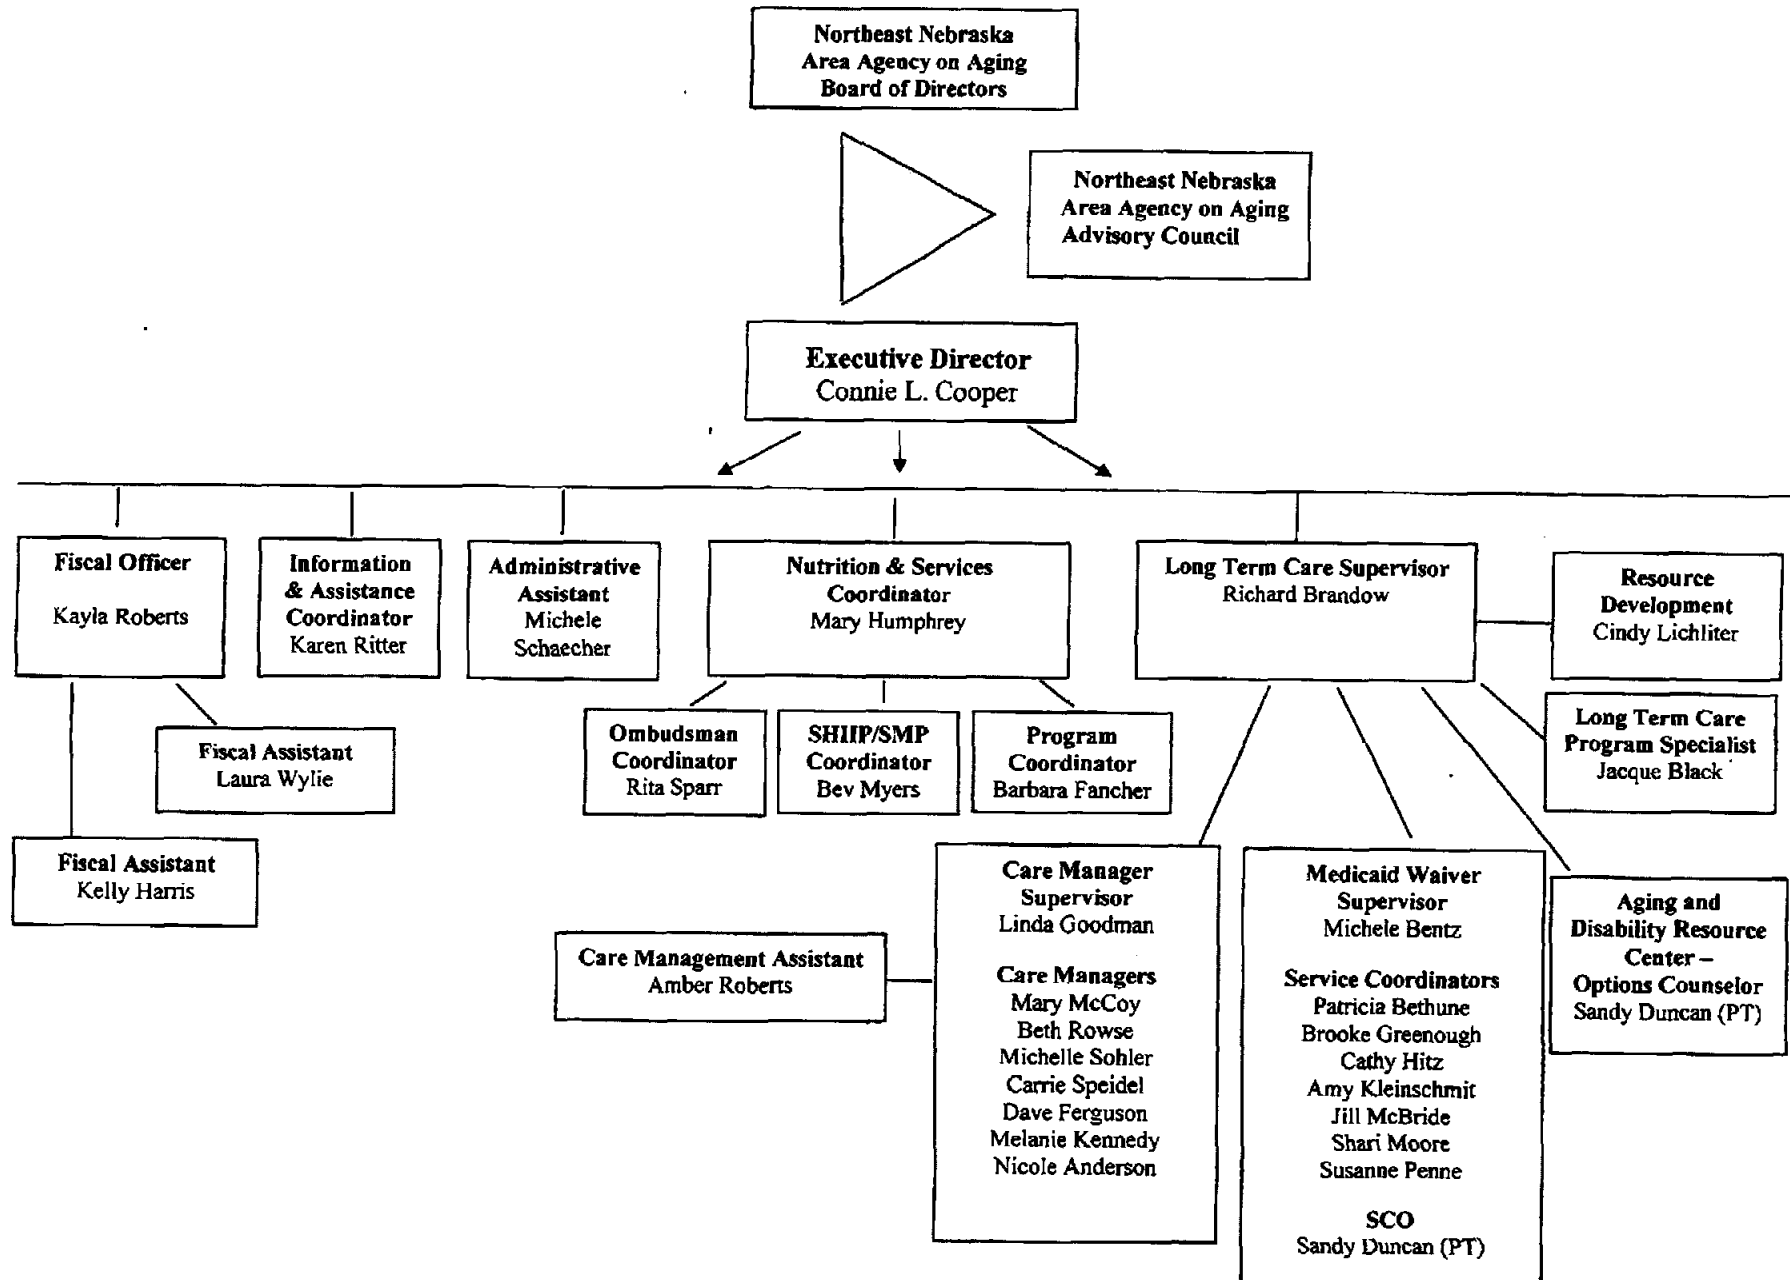 Northeast Nebraska
Area Agency on Aging
Board of Directors
Northeast Nebraska
Area Agency on Aging
Advisory Council
Executive Director
Connie L. Cooper
Fiscal Officer
Kayla Roberts
Information
& Assistance
Coordinator
Karen Ritter
Administrative
Assistant
Michele
Schaecher
Nutrition & Services
Coordinator
Mary Humphrey
Long Term Care Supervisor
Richard Brandow
Resource
Development
Cindy Lichliter
Fiscal Assistant
Laura Wylie
Ombudsman
Coordinator
Rita Sparr
SHIIP/SMP
Coordinator
Bev Myers
Program
Coordinator
Barbara Fancher
Long Term Care
Program Specialist
Jacque Black
Fiscal Assistant
Kelly Harris
Care Management Assistant
Amber Roberts
Care Manager
Supervisor
Linda Goodman
Care Managers
Mary McCoy
Beth Rowse
Michelle Sohler
Carrie Speidel
Dave Ferguson
Melanie Kennedy
Nicole Anderson
Medicaid Waiver
Supervisor
Michele Bentz
Service Coordinators
Patricia Bethune
Brooke Greenough
Cathy Hitz
Amy Kleinschmit
Jill McBride
Shari Moore
Susanne Penne
SCO
Sandy Duncan (PT)
Aging and
Disability Resource
Center –
Options Counselor
Sandy Duncan (PT)